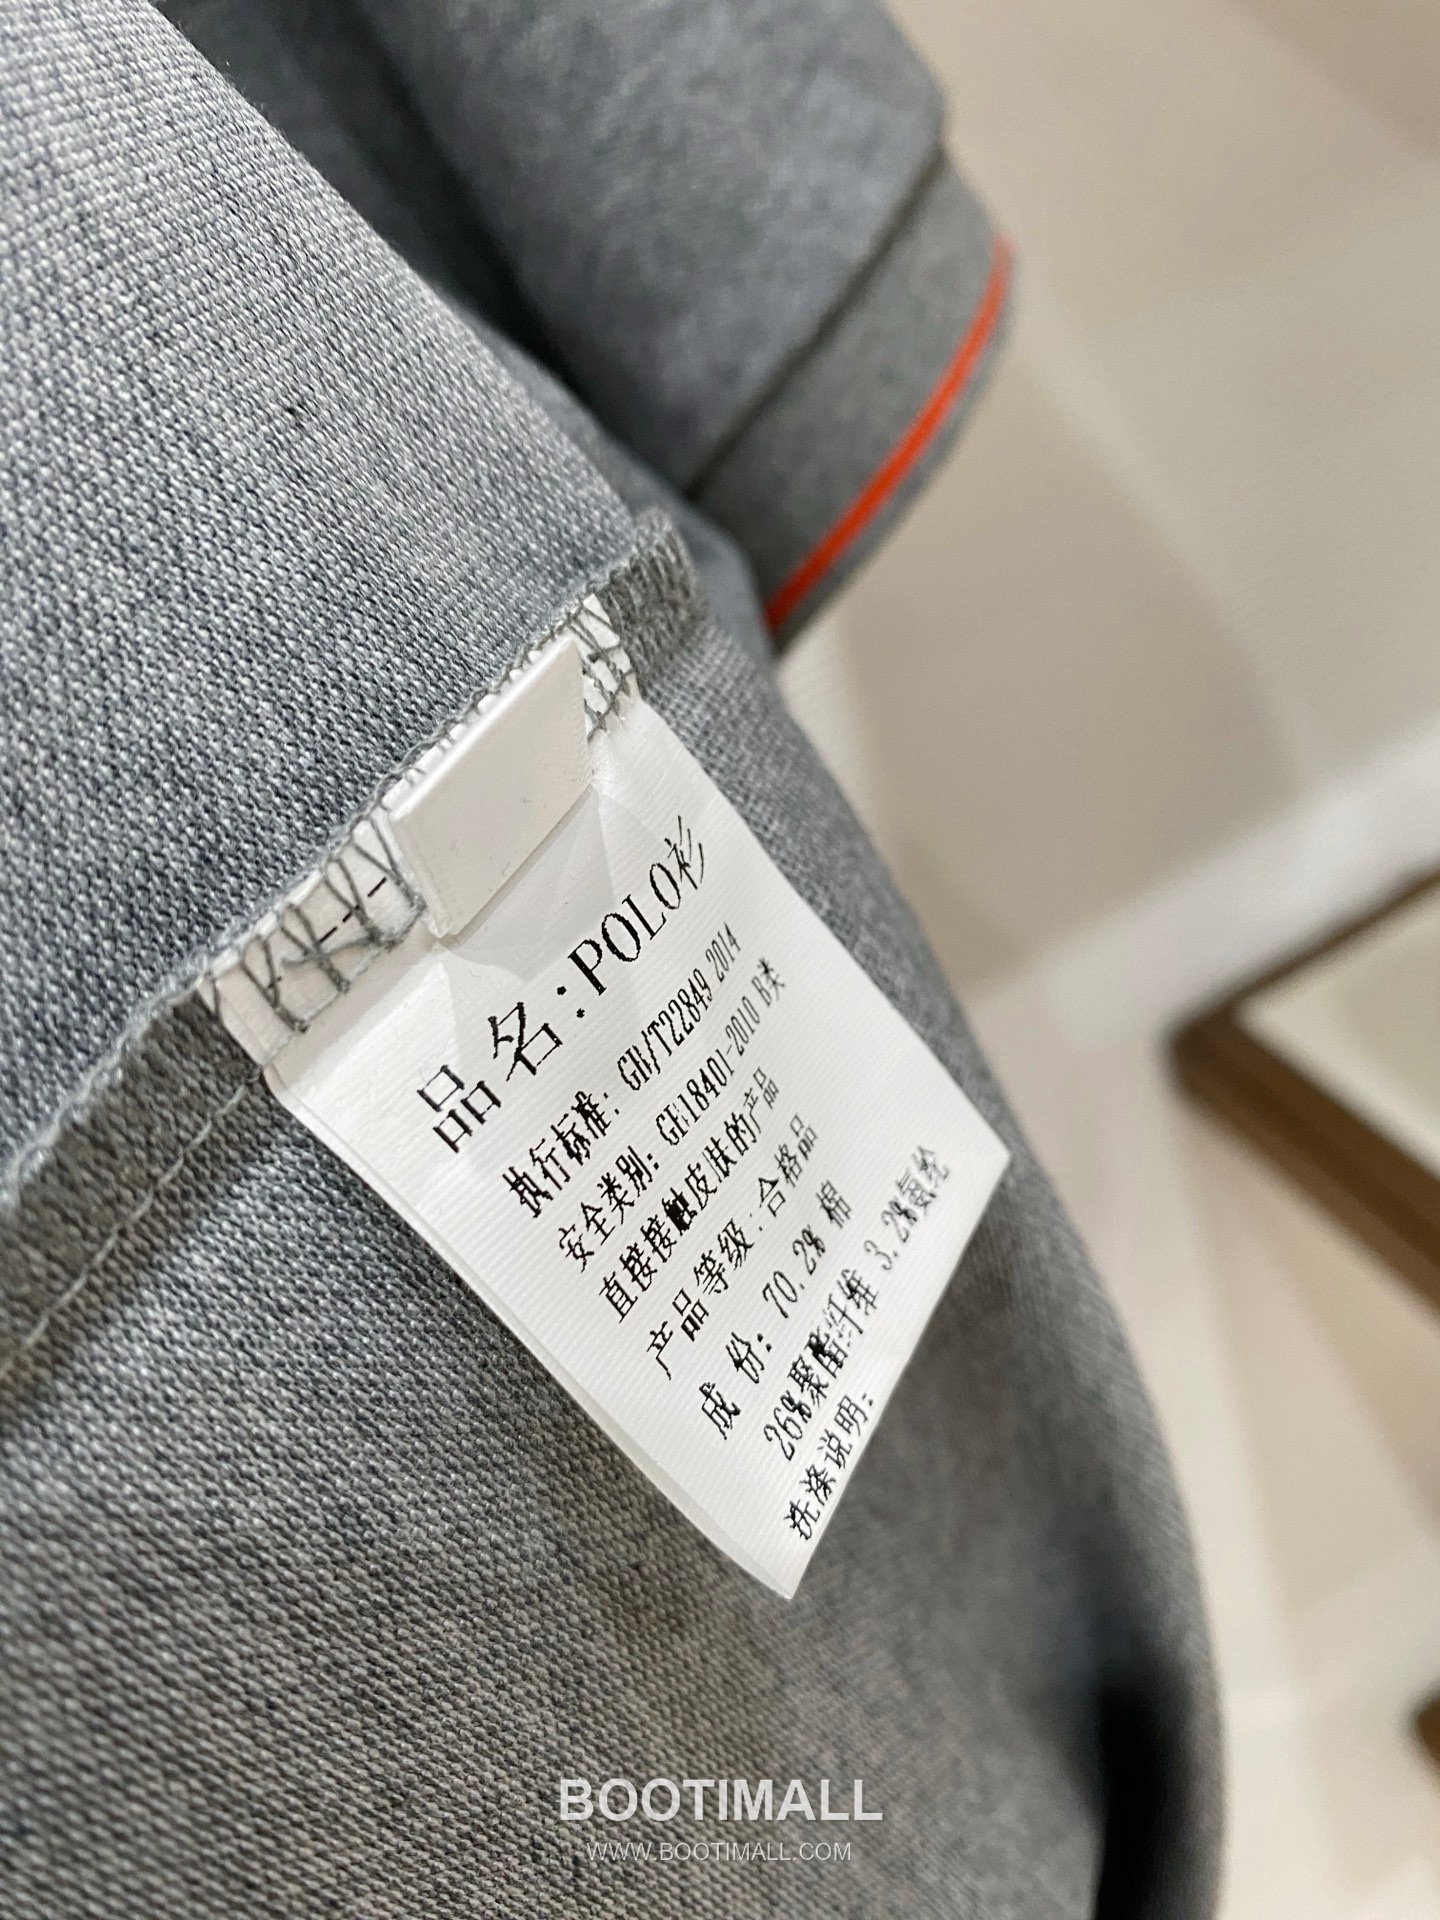 品名:POLO衫
执行标准: GB/T22849 2014
安全类别: GB18401-2010 B类
直接接触皮肤的产品
产品等级:合格品
成 份: 70.2% 棉
26%聚酯纤维 3.2%氨纶
洗涤说明:
BOOTIMALL
WWW.BOOTIMALL.COM